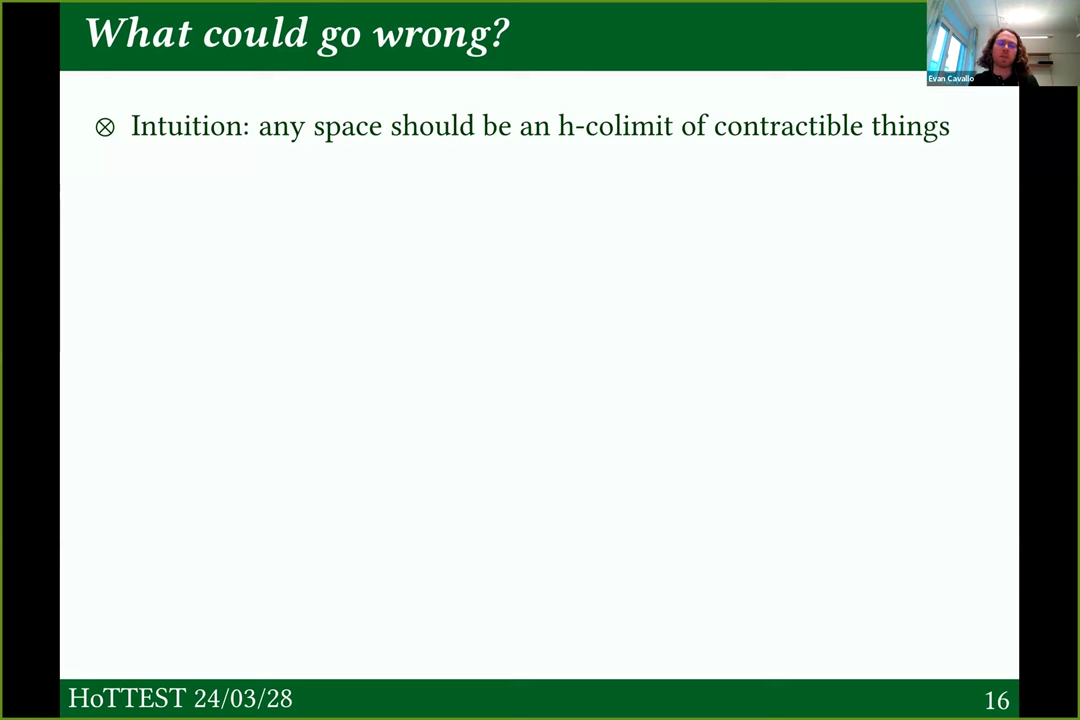 What could go wrong?
Evan Cavallo
⊗ Intuition: any space should be an h-colimit of contractible things
HoTTEST 24/03/28
16